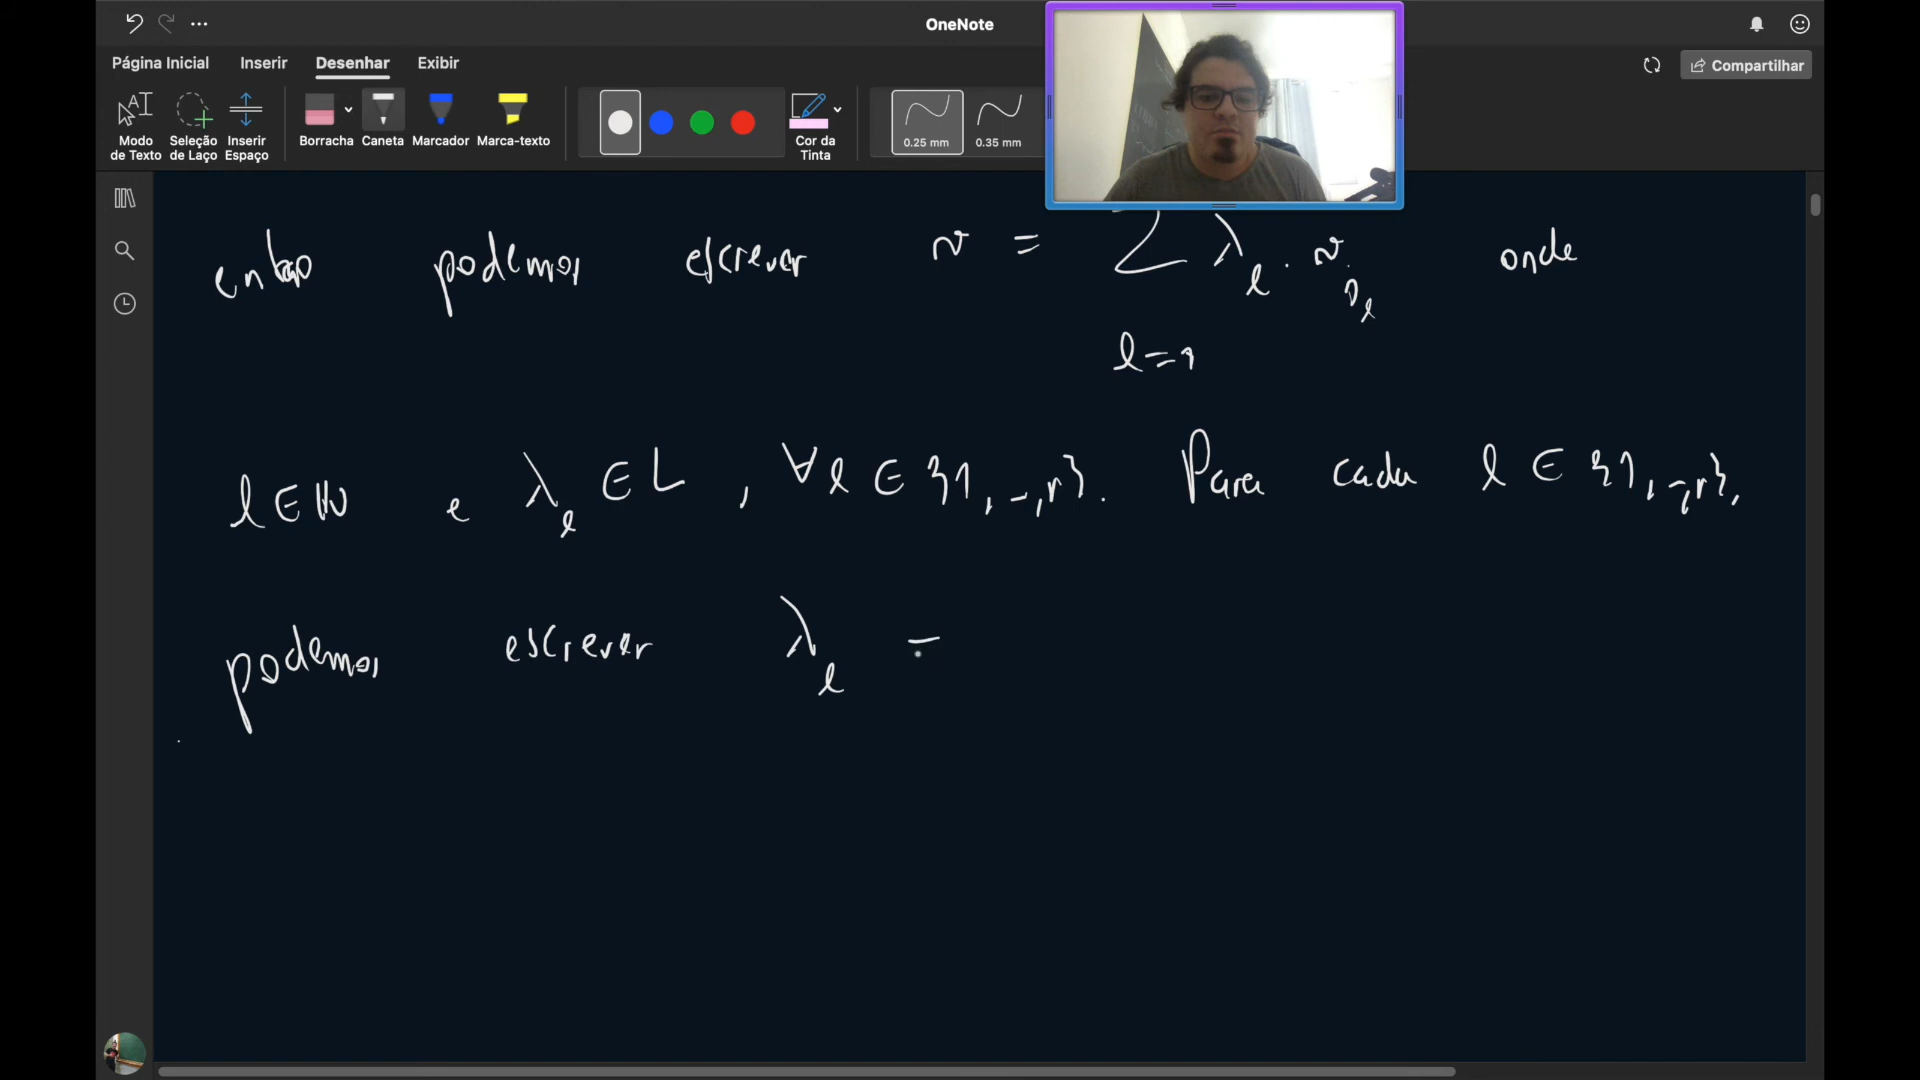 OneNote
Página Inicial Inserir Desenhar Exibir
Compartilhar
Modo de Texto
Seleção de Laço
Inserir Espaço
Borracha
Caneta
Marcador
Marca-texto
Cor da Tinta
0.25 mm
0.35 mm
então podemos escrever v = Σ λ_l . v_{j_l} onde
l=1
l ∈ ℕ e λ_l ∈ L , ∀ l ∈ {1, -, r}. Para cada l ∈ {1, -, r},
podemos escrever λ_l =